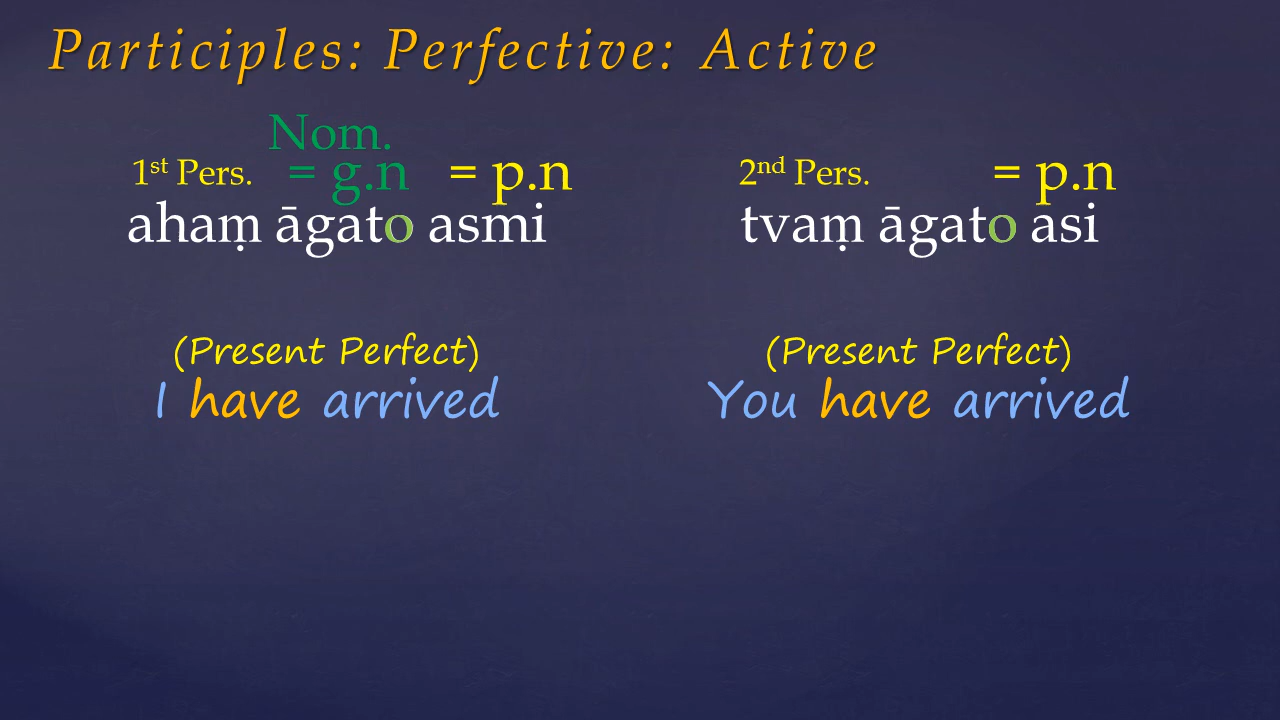 Participles: Perfective: Active
Nom.
1st Pers. = g.n = p.n
ahaṃ āgato asmi
(Present Perfect)
I have arrived
2nd Pers. = p.n
tvaṃ āgato asi
(Present Perfect)
You have arrived